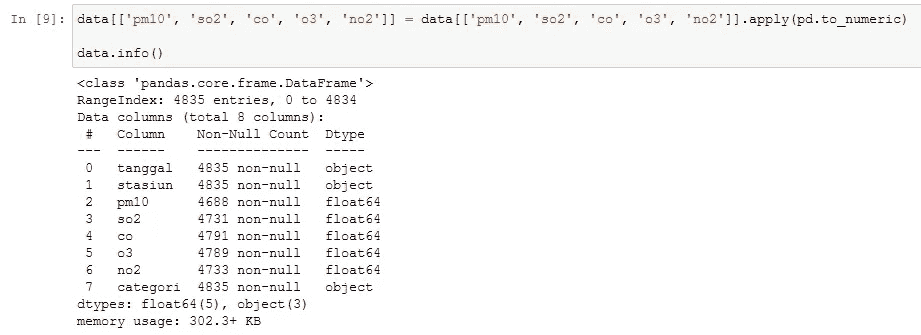 In [9]: data[['pm10', 'so2', 'co', 'o3', 'no2']] = data[['pm10', 'so2', 'co', 'o3', 'no2']].apply(pd.to_numeric)
data.info()
<class 'pandas.core.frame.DataFrame'>
RangeIndex: 4835 entries, 0 to 4834
Data columns (total 8 columns):
 #   Column    Non-Null Count  Dtype
---  ------    --------------  -----
 0   tanggal   4835 non-null   object
 1   stasiun   4835 non-null   object
 2   pm10      4688 non-null   float64
 3   so2       4731 non-null   float64
 4   co        4791 non-null   float64
 5   o3        4789 non-null   float64
 6   no2       4733 non-null   float64
 7   categori  4835 non-null   object
dtypes: float64(5), object(3)
memory usage: 302.3+ KB